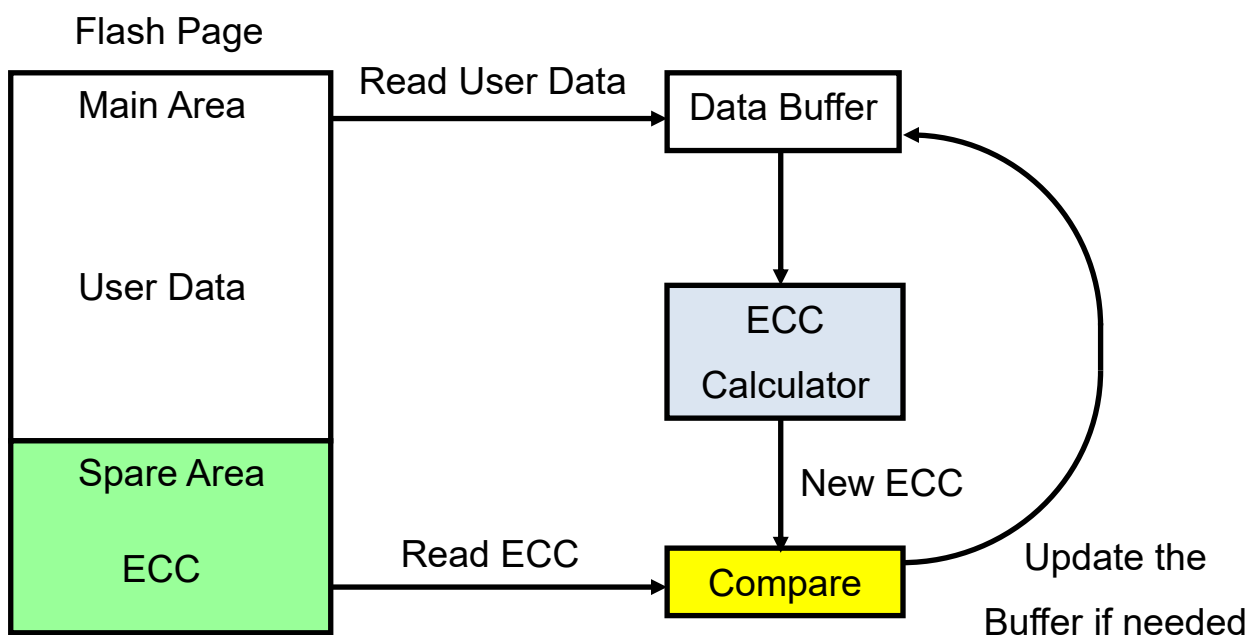 Flash Page
Main Area
User Data
Spare Area
ECC
Read User Data
Data Buffer
ECC
Calculator
New ECC
Read ECC
Compare
Update the
Buffer if needed